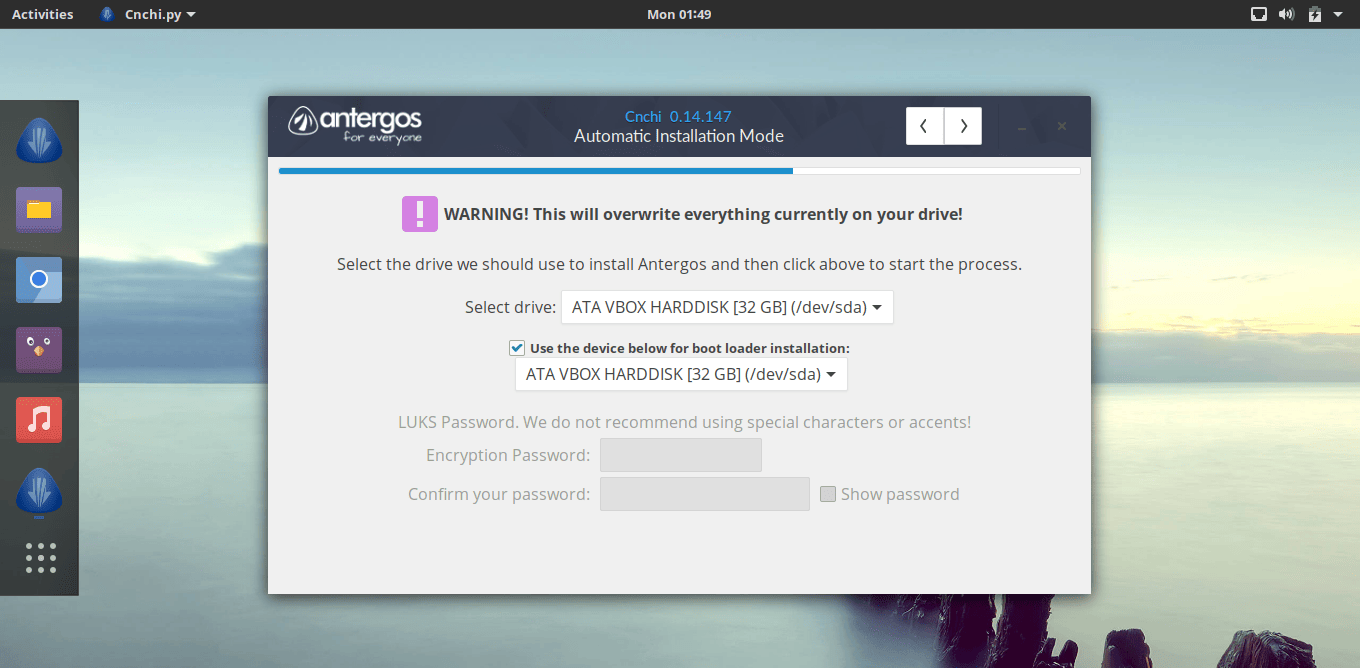 Activities Cnchi.py Mon 01:49
antergos
for everyone
Cnchi 0.14.147
Automatic Installation Mode
WARNING! This will overwrite everything currently on your drive!
Select the drive we should use to install Antergos and then click above to start the process.
Select drive: ATA VBOX HARDDISK [32 GB] (/dev/sda)
Use the device below for boot loader installation:
ATA VBOX HARDDISK [32 GB] (/dev/sda)
LUKS Password. We do not recommend using special characters or accents!
Encryption Password:
Confirm your password: Show password